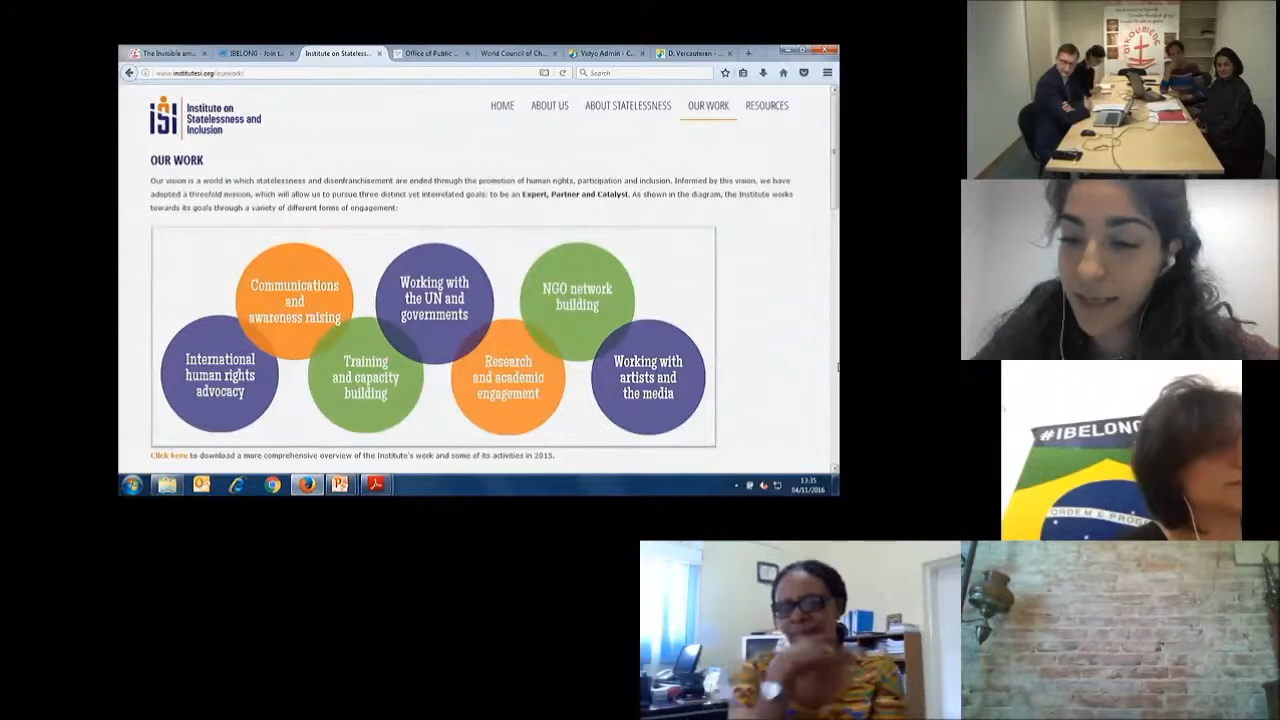 The Invisible arm...
IBELONG - Join t...
Institute on Stateless...
Office of Public ...
World Council of Ch...
Vidyo Admin - C...
D. Vercauteren - ...
www.institutesi.org/ourwork/
Search
isi
Institute on
Statelessness and
Inclusion
HOME ABOUT US ABOUT STATELESSNESS OUR WORK RESOURCES
OUR WORK
Our vision is a world in which statelessness and disenfranchisement are ended through the promotion of human rights, participation and inclusion. Informed by this vision, we have
adopted a threefold mission, which will allow us to pursue three distinct yet interrelated goals: to be an Expert, Partner and Catalyst. As shown in the diagram, the Institute works
towards its goals through a variety of different forms of engagement:
International
human rights
advocacy
Communications
and
awareness raising
Training
and capacity
building
Working with
the UN and
governments
Research
and academic
engagement
NGO network
building
Working with
artists and
the media
Click here to download a more comprehensive overview of the Institute's work and some of its activities in 2015.
13:35
04/11/2016
OIKOUMENE
#IBELONG
ORDEM E PROG